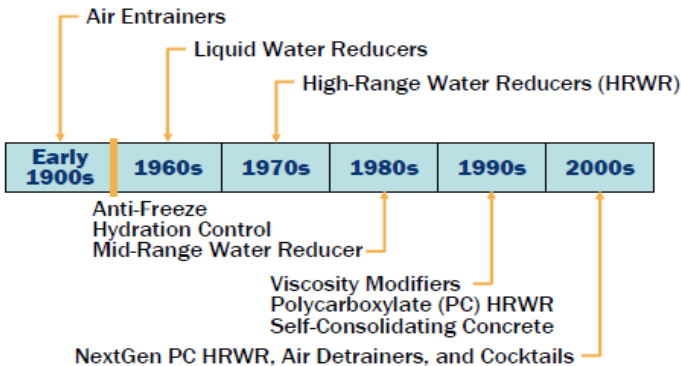 Air Entrainers
Liquid Water Reducers
High-Range Water Reducers (HRWR)
Early
1900s
1960s
1970s
1980s
1990s
2000s
Anti-Freeze
Hydration Control
Mid-Range Water Reducer
Viscosity Modifiers
Polycarboxylate (PC) HRWR
Self-Consolidating Concrete
NextGen PC HRWR, Air Detrainers, and Cocktails